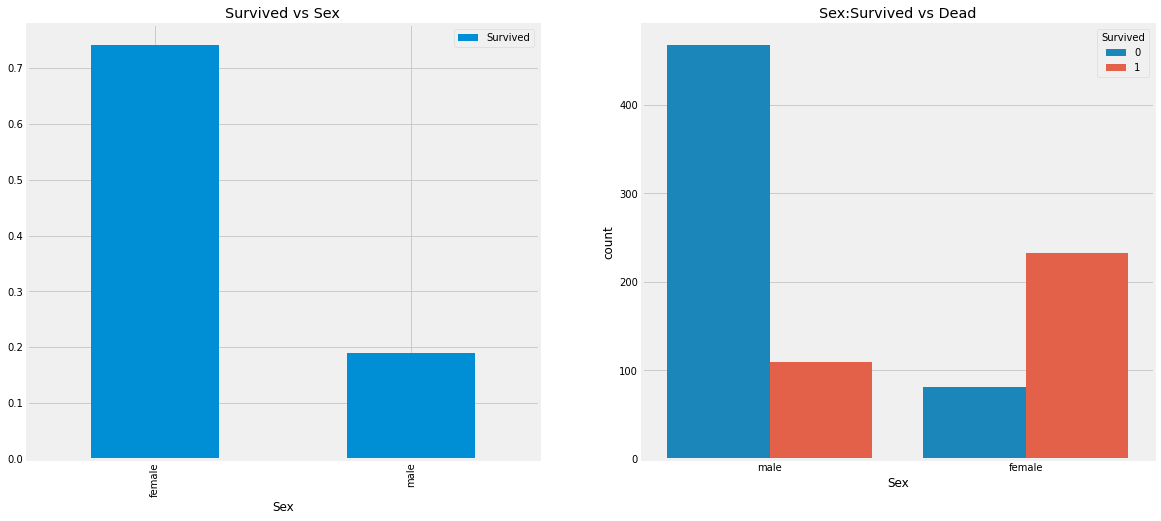 Survived vs Sex
Survived
0.7
0.6
0.5
0.4
0.3
0.2
0.1
0.0
female
male
Sex
Sex:Survived vs Dead
Survived
0
1
count
400
300
200
100
0
male
female
Sex